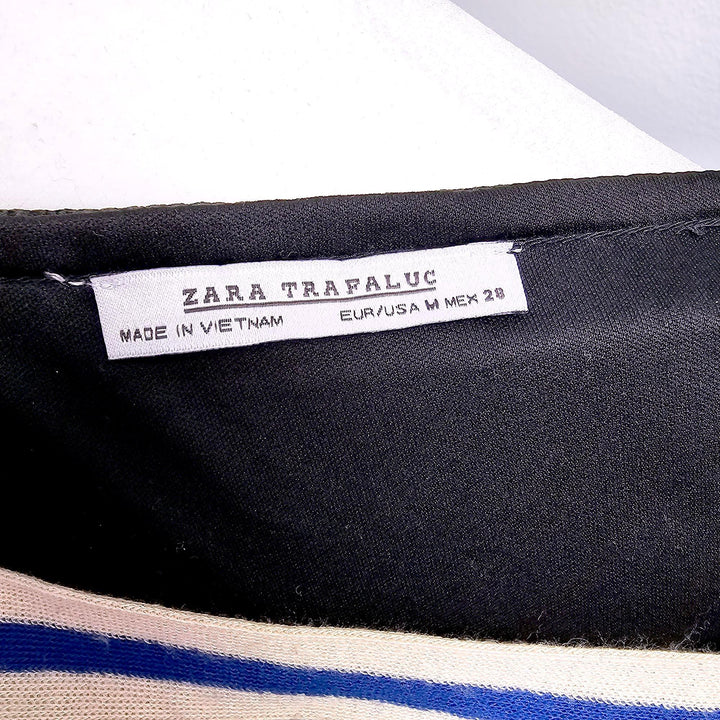 ZARA TRAFALUC
MADE IN VIETNAM EUR/USA M MEX 28